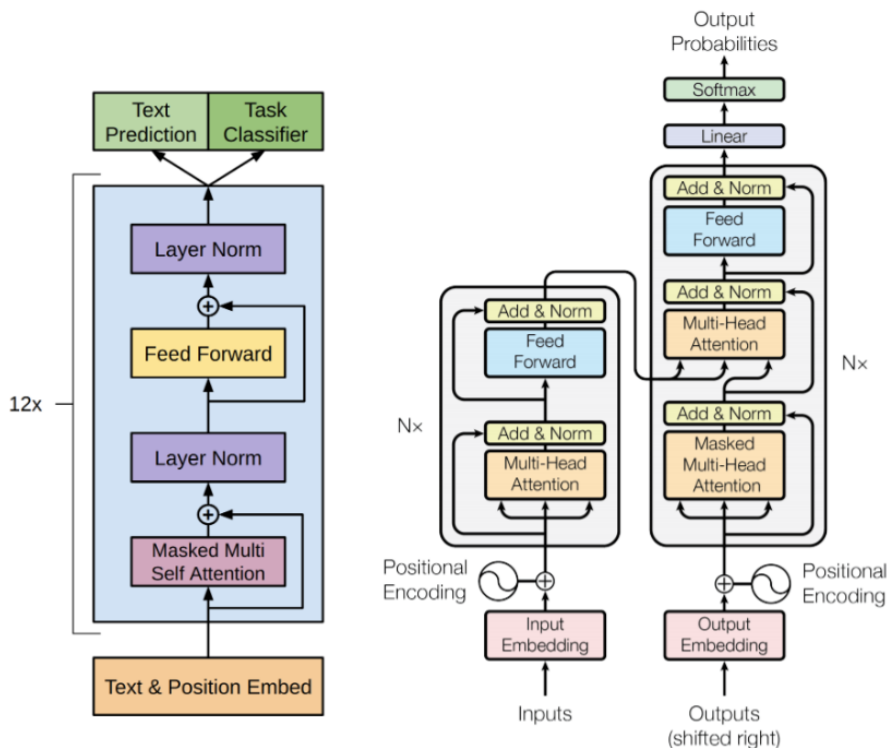 Text
Prediction
Task
Classifier
Layer Norm
Feed Forward
12x
Layer Norm
Masked Multi
Self Attention
Text & Position Embed
Output
Probabilities
Softmax
Linear
Add & Norm
Feed
Forward
Add & Norm
Multi-Head
Attention
Add & Norm
Masked
Multi-Head
Attention
Nx
Add & Norm
Feed
Forward
Nx
Add & Norm
Multi-Head
Attention
Positional
Encoding
Positional
Encoding
Input
Embedding
Output
Embedding
Inputs
Outputs
(shifted right)